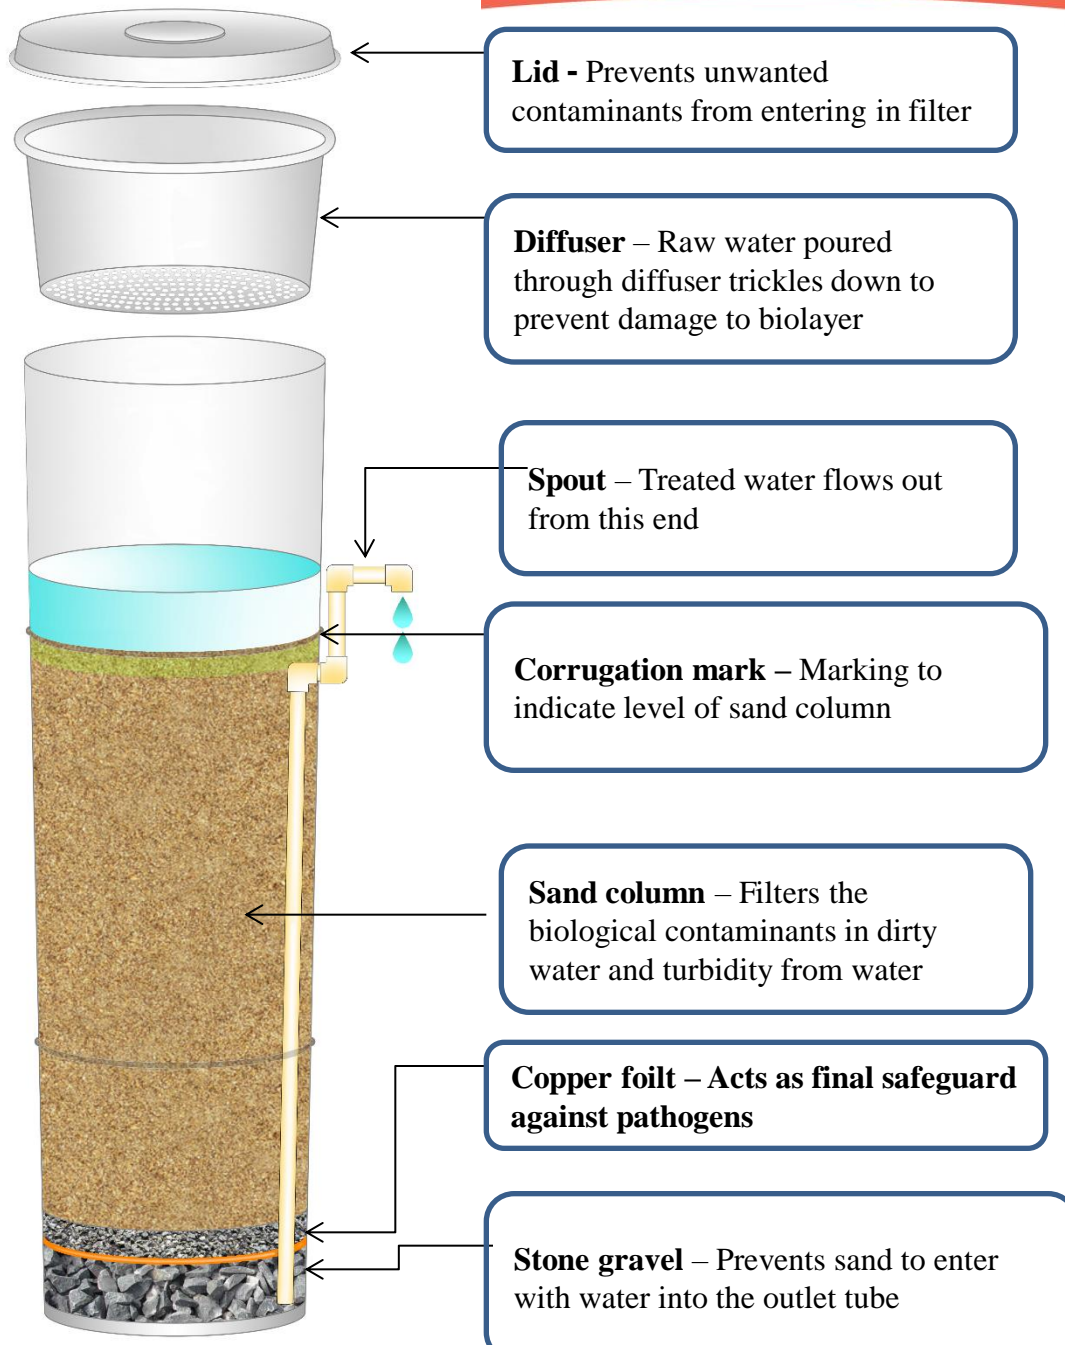 Lid - Prevents unwanted
contaminants from entering in filter
Diffuser – Raw water poured
through diffuser trickles down to
prevent damage to biolayer
Spout – Treated water flows out
from this end
Corrugation mark – Marking to
indicate level of sand column
Sand column – Filters the
biological contaminants in dirty
water and turbidity from water
Copper foilt – Acts as final safeguard
against pathogens
Stone gravel – Prevents sand to enter
with water into the outlet tube